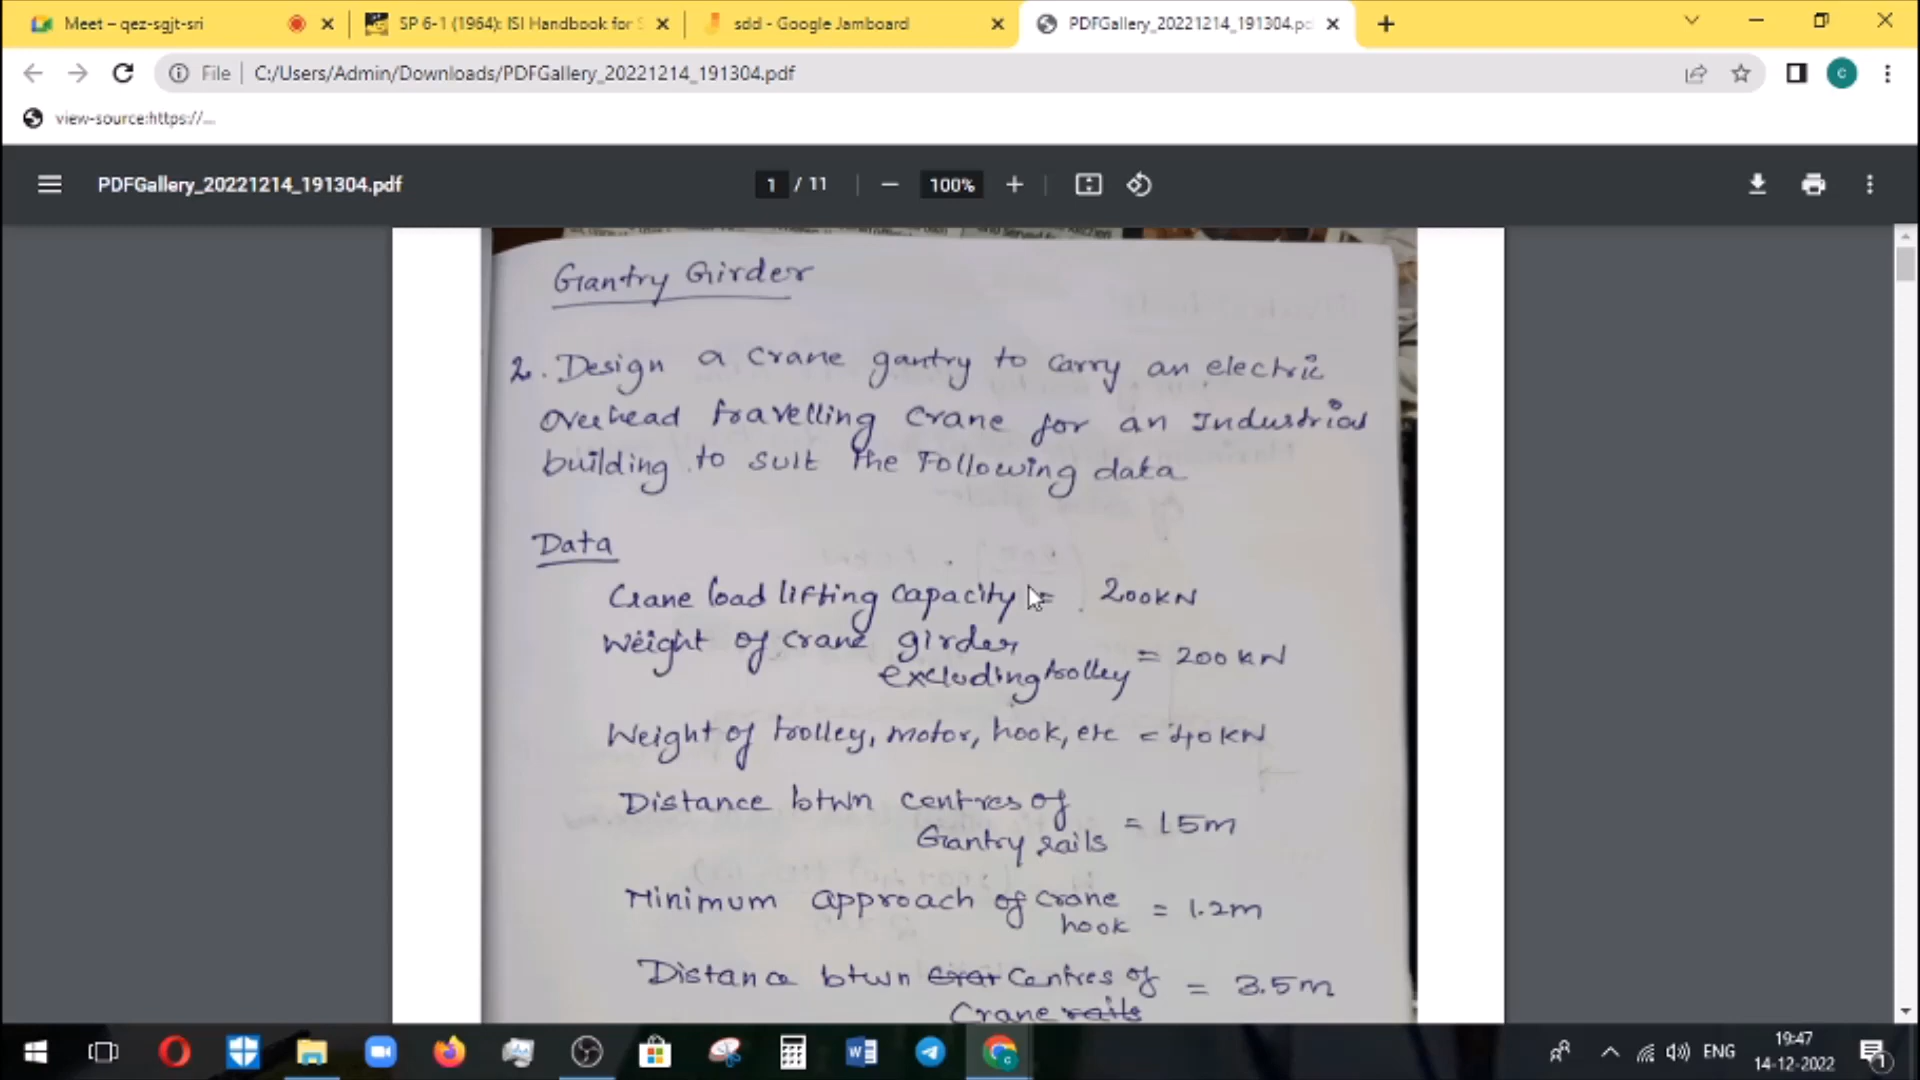 Meet – qez-sgjt-sri
SP 6-1 (1964): ISI Handbook for S
sdd - Google Jamboard
PDFGallery_20221214_191304.pd
File
C:/Users/Admin/Downloads/PDFGallery_20221214_191304.pdf
c
view-source:https://...
PDFGallery_20221214_191304.pdf
1 / 11
100%
Gantry Girder
2. Design a crane gantry to carry an electric
overhead travelling crane for an Industrial
building to suit the Following data
Data
Crane load lifting capacity = 200KN
Weight of crane girder
excluding trolley = 200 KN
Weight of trolley, motor, hook, etc = 40KN
Distance btwn centres of
Gantry rails = 15m
Minimum approach of crane
hook = 1.2m
Distance btwn Centres of = 3.5m
Crane rails
ENG
19:47
14-12-2022
1